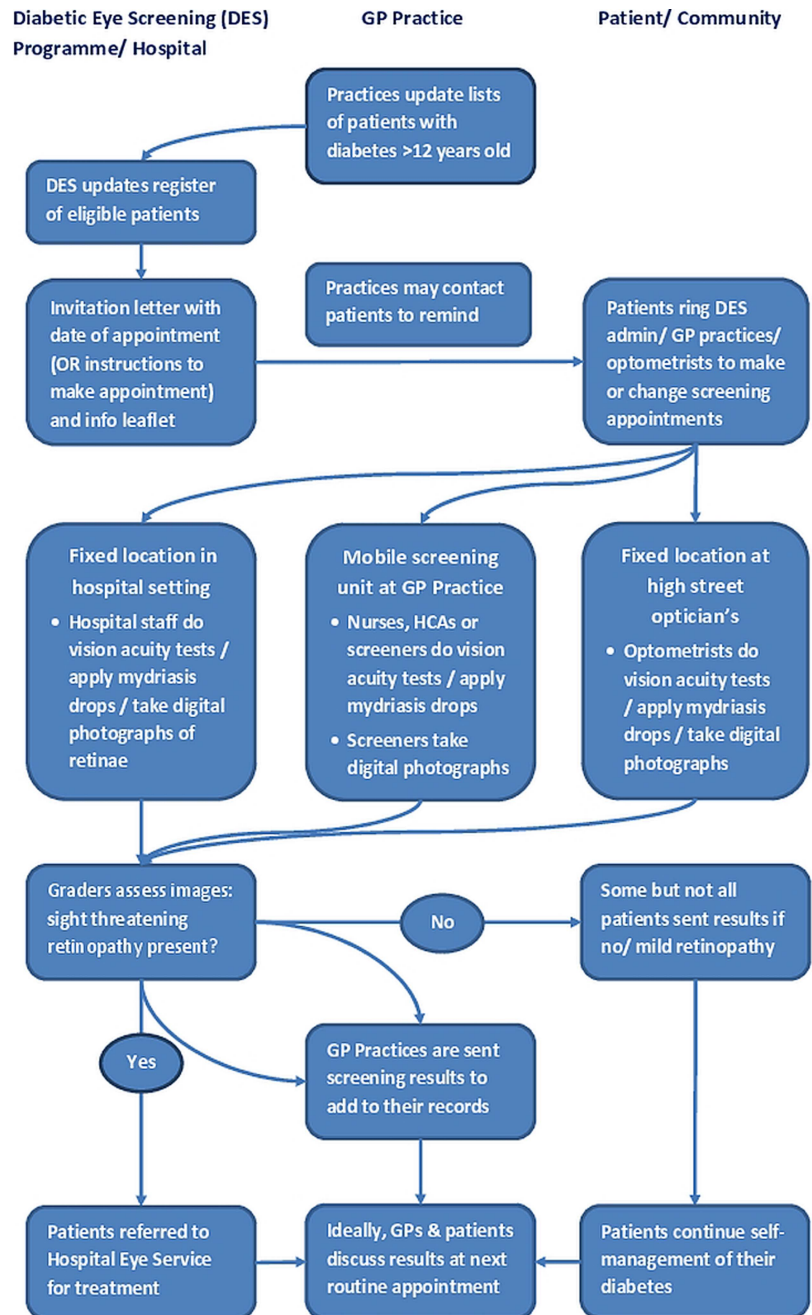 Diabetic Eye Screening (DES)
Programme/ Hospital
GP Practice
Patient/ Community
Practices update lists
of patients with
diabetes >12 years old
DES updates register
of eligible patients
Invitation letter with
date of appointment
(OR instructions to
make appointment)
and info leaflet
Practices may contact
patients to remind
Patients ring DES
admin/ GP practices/
optometrists to make
or change screening
appointments
Fixed location in
hospital setting
• Hospital staff do
vision acuity tests /
apply mydriasis
drops / take digital
photographs of
retinae
Mobile screening
unit at GP Practice
• Nurses, HCAs or
screeners do vision
acuity tests / apply
mydriasis drops
• Screeners take
digital photographs
Fixed location at
high street
optician's
• Optometrists do
vision acuity tests
/ apply mydriasis
drops / take digital
photographs
Graders assess images:
sight threatening
retinopathy present?
No
Some but not all
patients sent results if
no/ mild retinopathy
Yes
GP Practices are sent
screening results to
add to their records
Patients referred to
Hospital Eye Service
for treatment
Ideally, GPs & patients
discuss results at next
routine appointment
Patients continue self-
management of their
diabetes